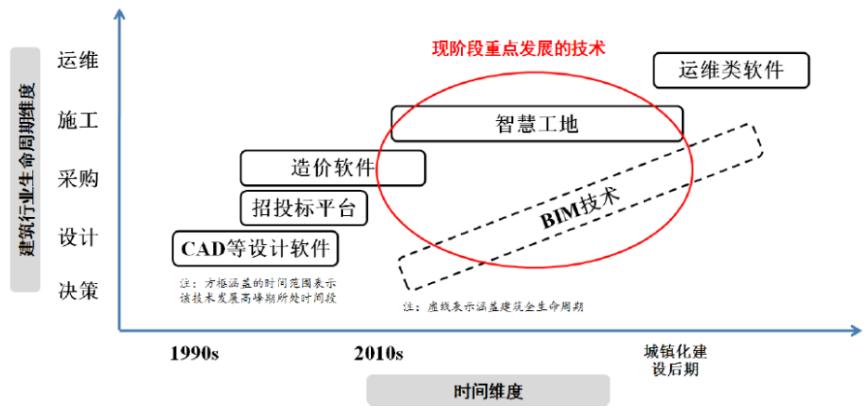 现阶段重点发展的技术
建筑行业生命周期维度
运维
施工
采购
设计
决策
运维类软件
智慧工地
造价软件
招投标平台
BIM技术
CAD等设计软件
注：方框涵盖的时间范围表示
该技术发展高峰期所处时间段
注：虚线表示涵盖建筑全生命周期
1990s
2010s
城镇化建
设后期
时间维度